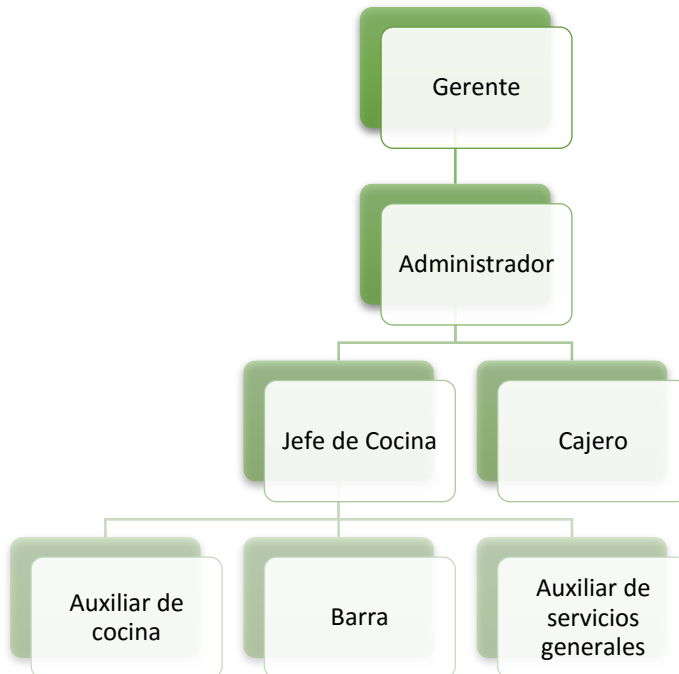 Gerente
Administrador
Jefe de Cocina
Cajero
Auxiliar de
cocina
Barra
Auxiliar de
servicios
generales